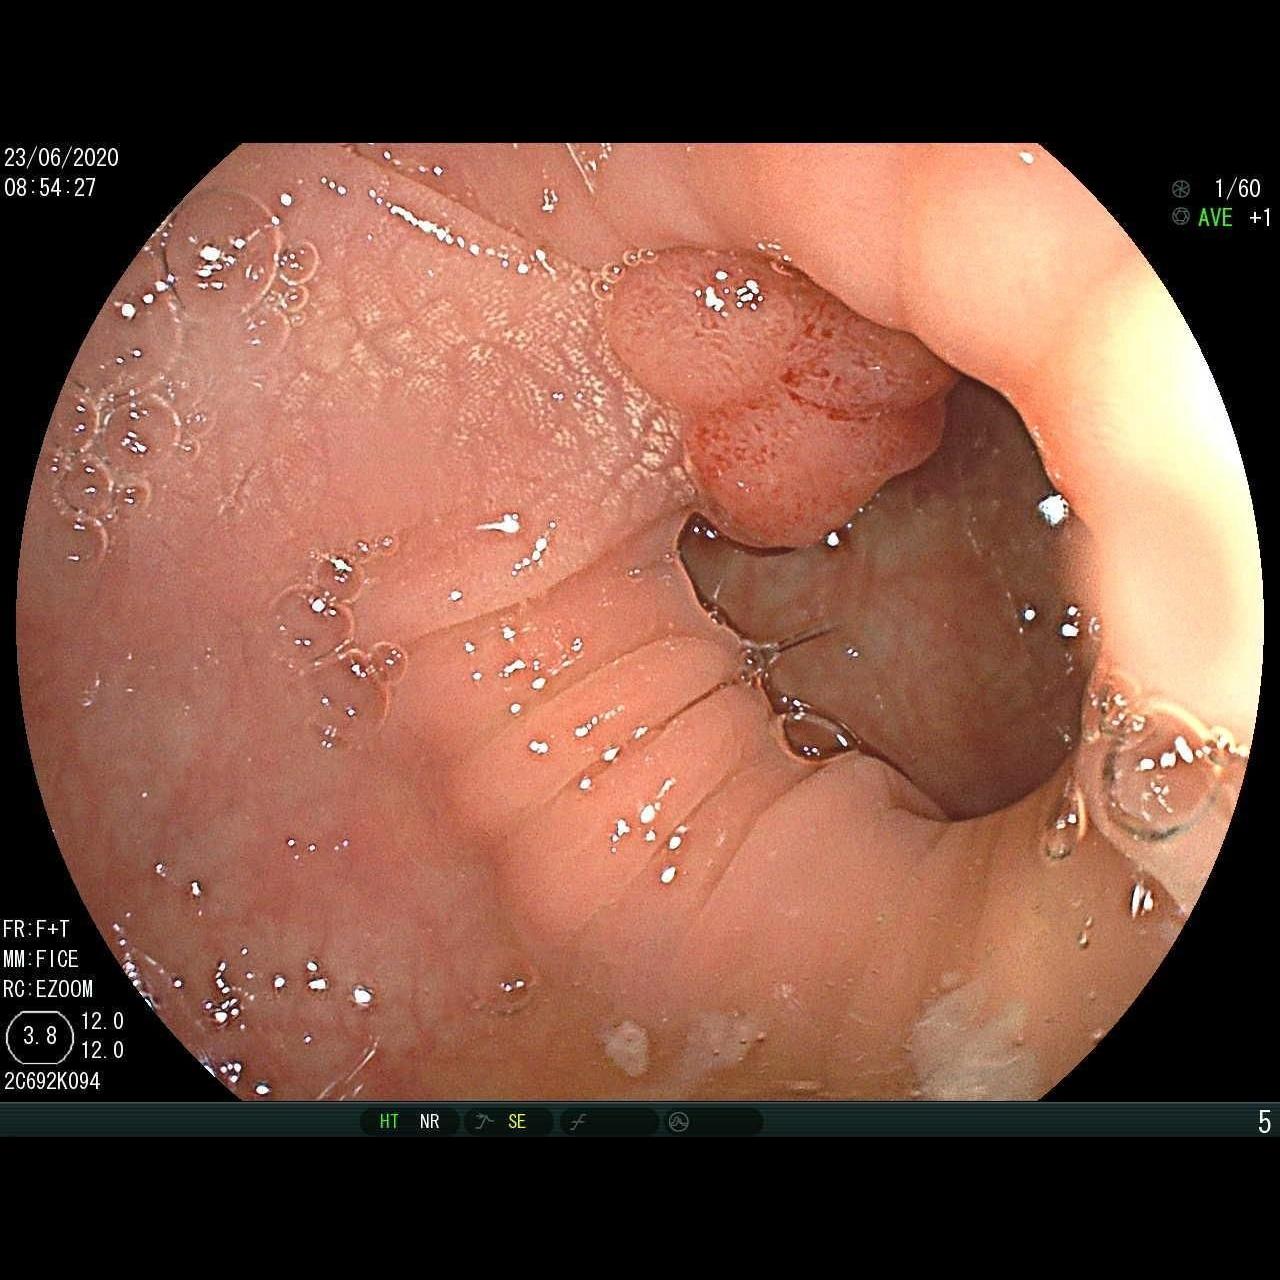 23/06/2020
08:54:27
1/60
AVE +1
FR:F+T
MM:FICE
RC:EZOOM
3.8
12.0
12.0
2C692K094
HT NR SE
5